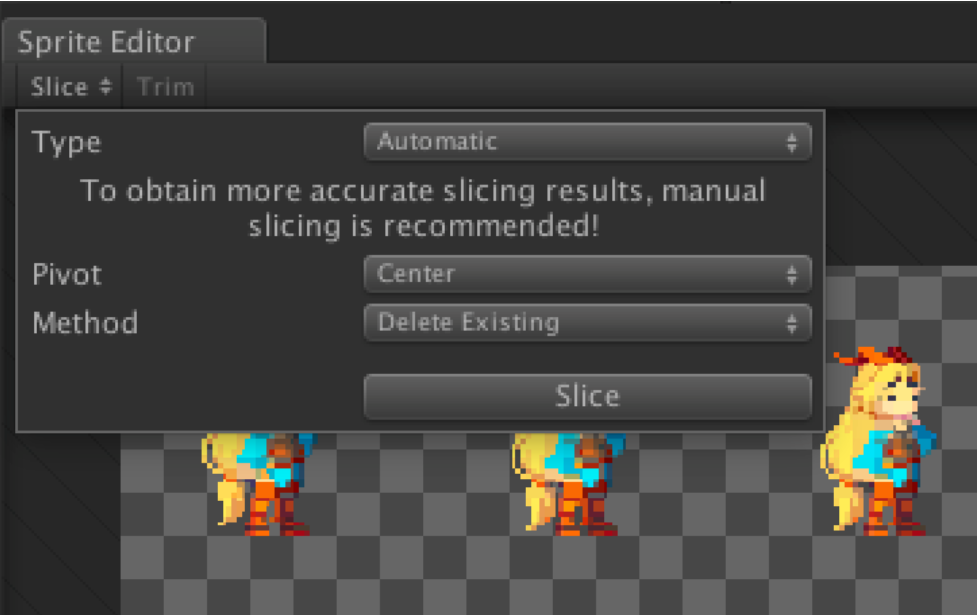 Sprite Editor
Slice Trim
Type Automatic
To obtain more accurate slicing results, manual
slicing is recommended!
Pivot Center
Method Delete Existing
Slice